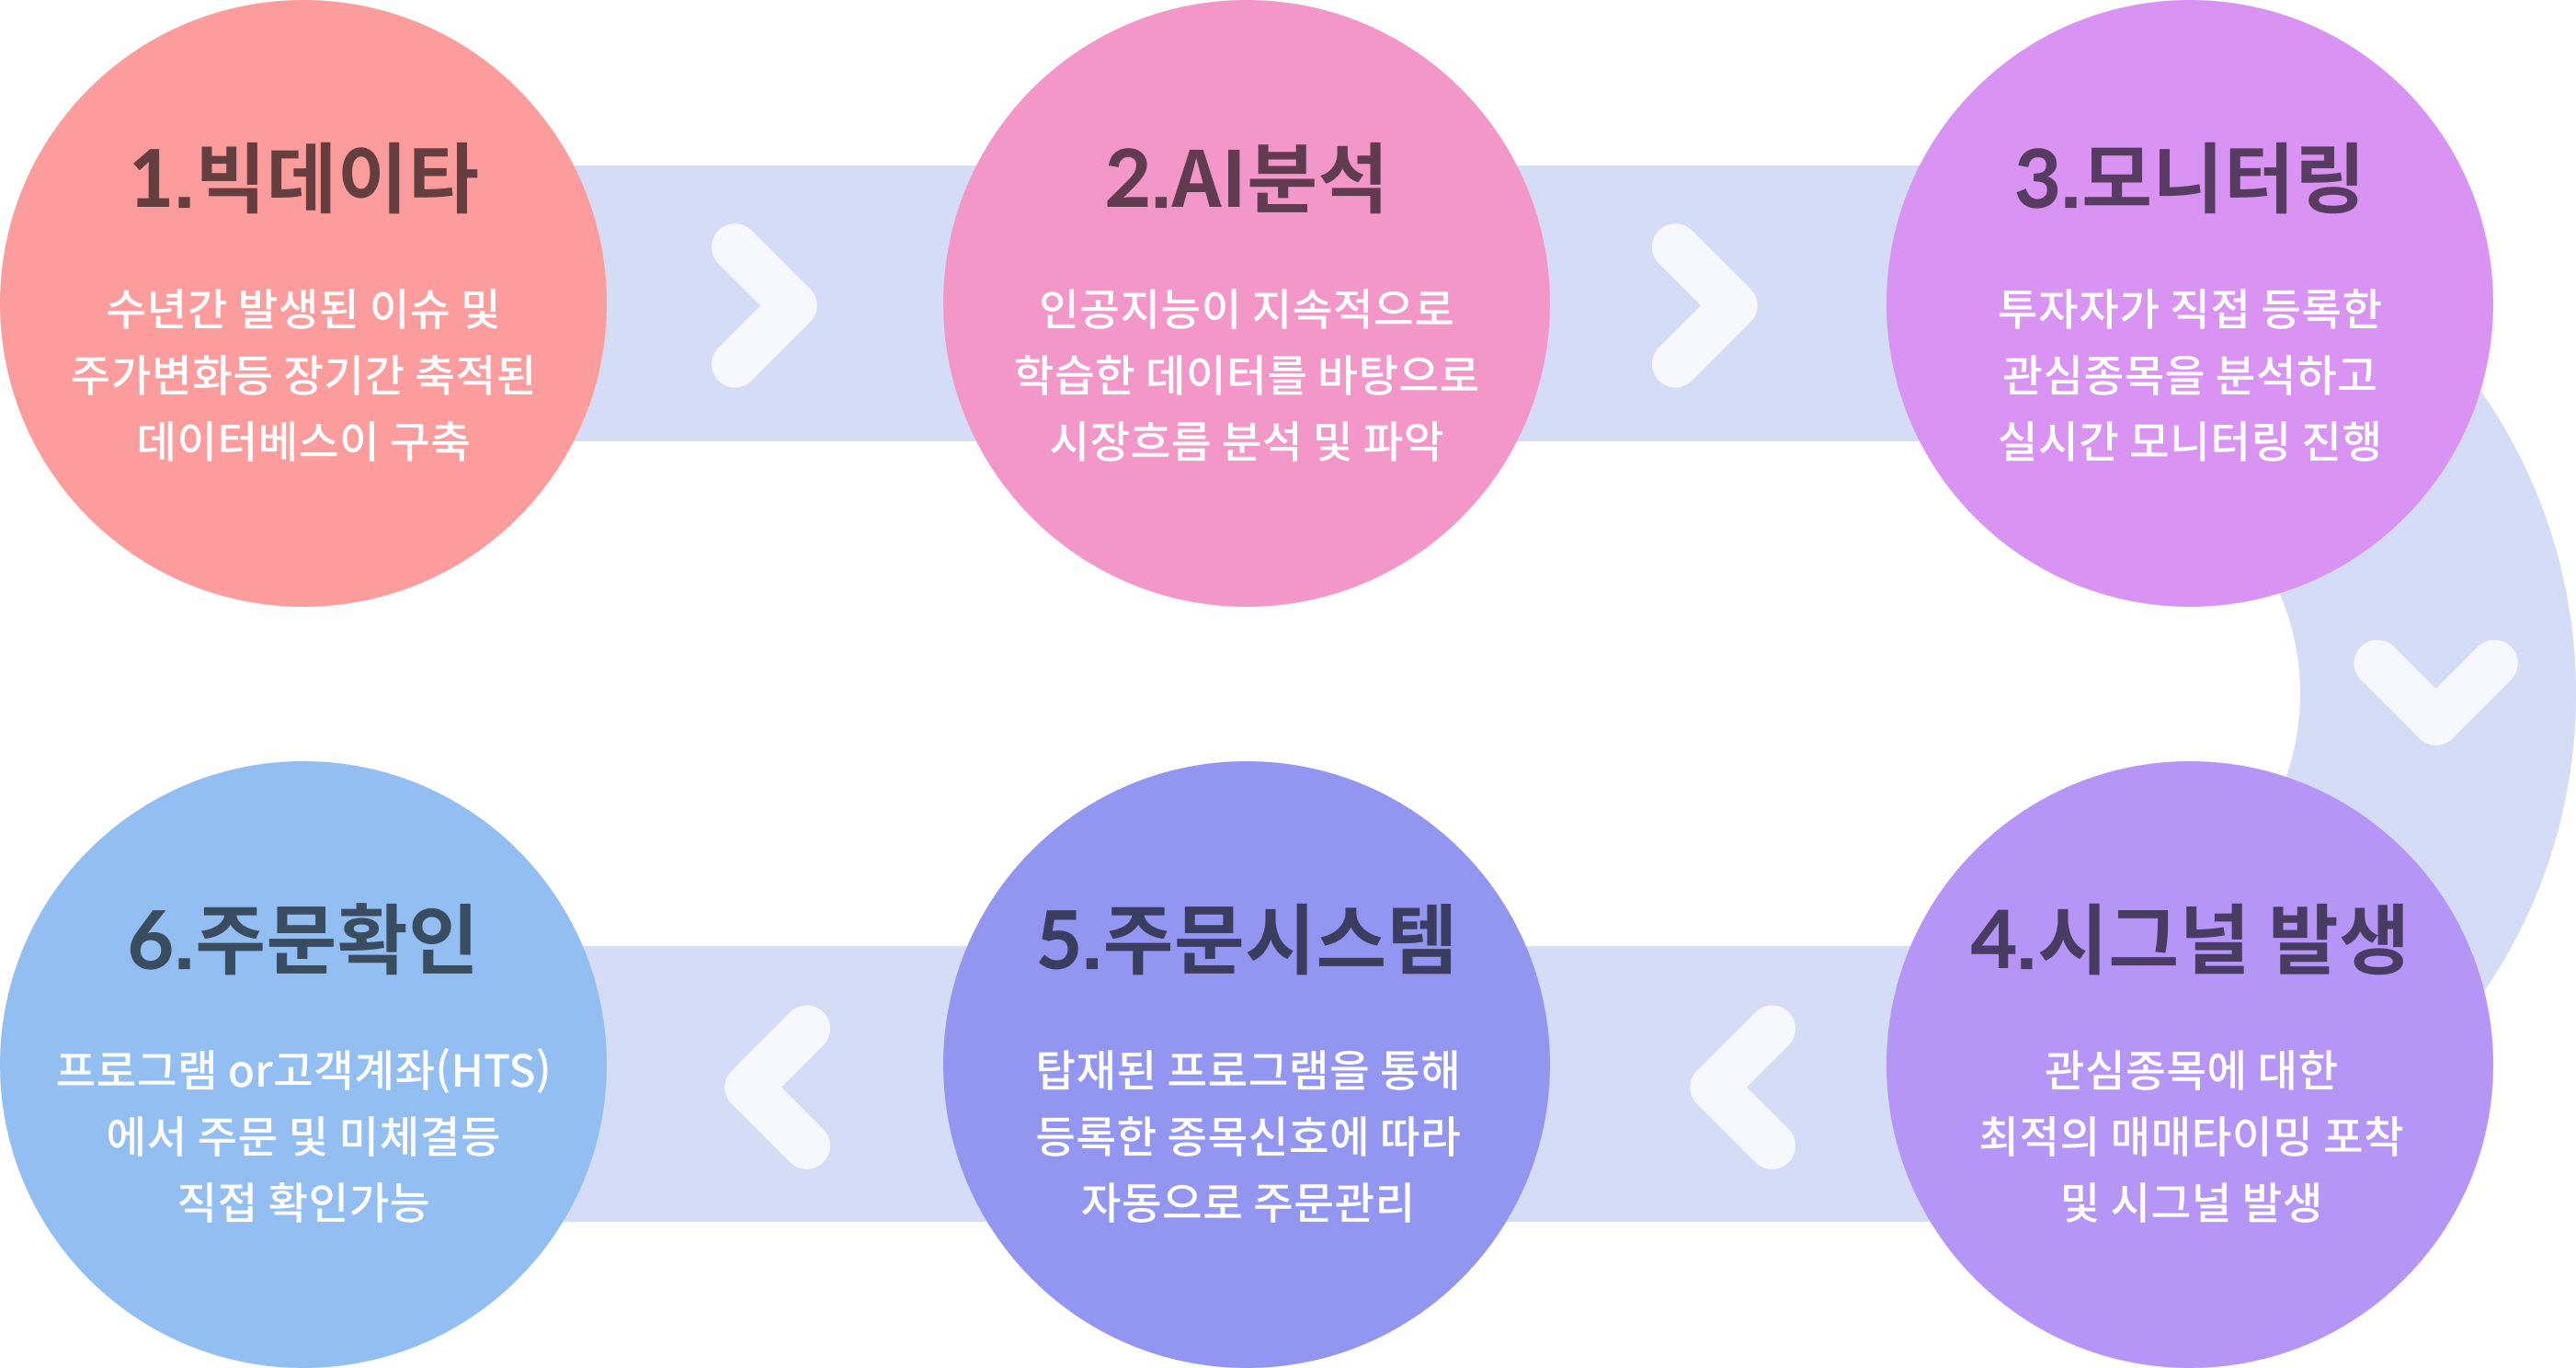 1.빅데이타
수년간 발생된 이슈 및
주가변화등 장기간 축적된
데이터베스이 구축
2.AI분석
인공지능이 지속적으로
학습한 데이터를 바탕으로
시장흐름 분석 및 파악
3.모니터링
투자자가 직접 등록한
관심종목을 분석하고
실시간 모니터링 진행
4.시그널 발생
관심종목에 대한
최적의 매매타이밍 포착
및 시그널 발생
5.주문시스템
탑재된 프로그램을 통해
등록한 종목신호에 따라
자동으로 주문관리
6.주문확인
프로그램 or고객계좌(HTS)
에서 주문 및 미체결등
직접 확인가능